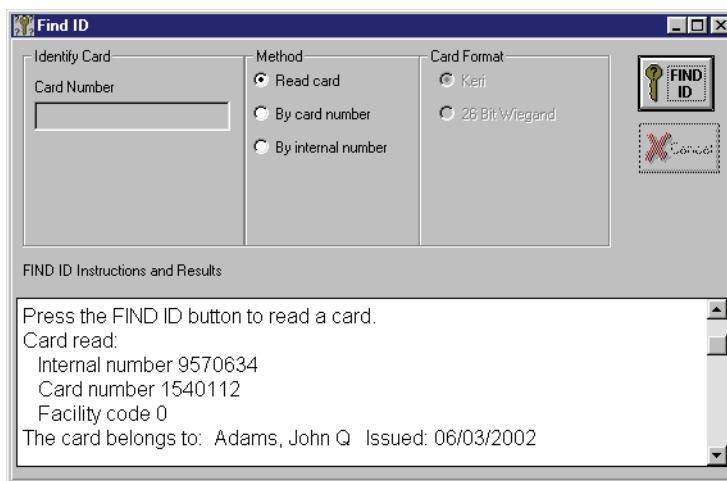 Find ID
Identify Card
Card Number
Method
Read card
By card number
By internal number
Card Format
Keri
26 Bit Wiegand
FIND
ID
Cancel
FIND ID Instructions and Results
Press the FIND ID button to read a card.
Card read:
Internal number 9570634
Card number 1540112
Facility code 0
The card belongs to: Adams, John Q Issued: 06/03/2002